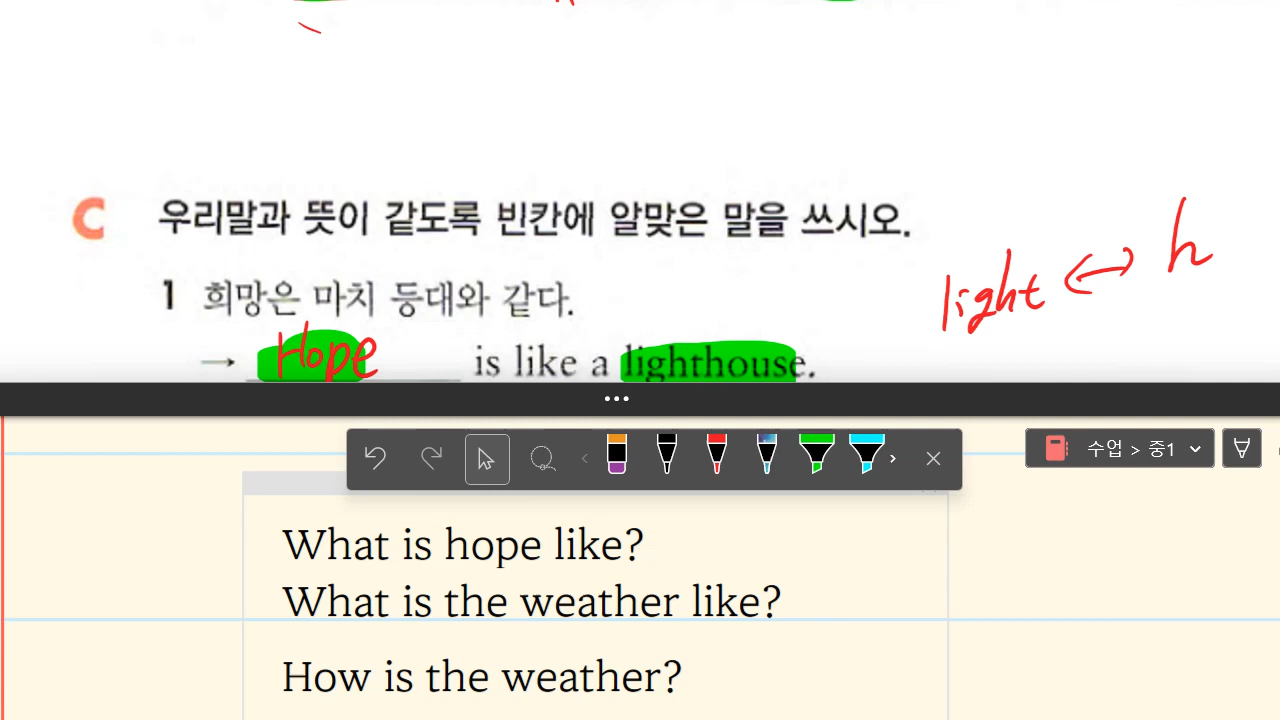 C 우리말과 뜻이 같도록 빈칸에 알맞은 말을 쓰시오.
1 희망은 마치 등대와 같다.
→ Hope is like a lighthouse.
light ↔ h
수업 > 중1
What is hope like?
What is the weather like?
How is the weather?